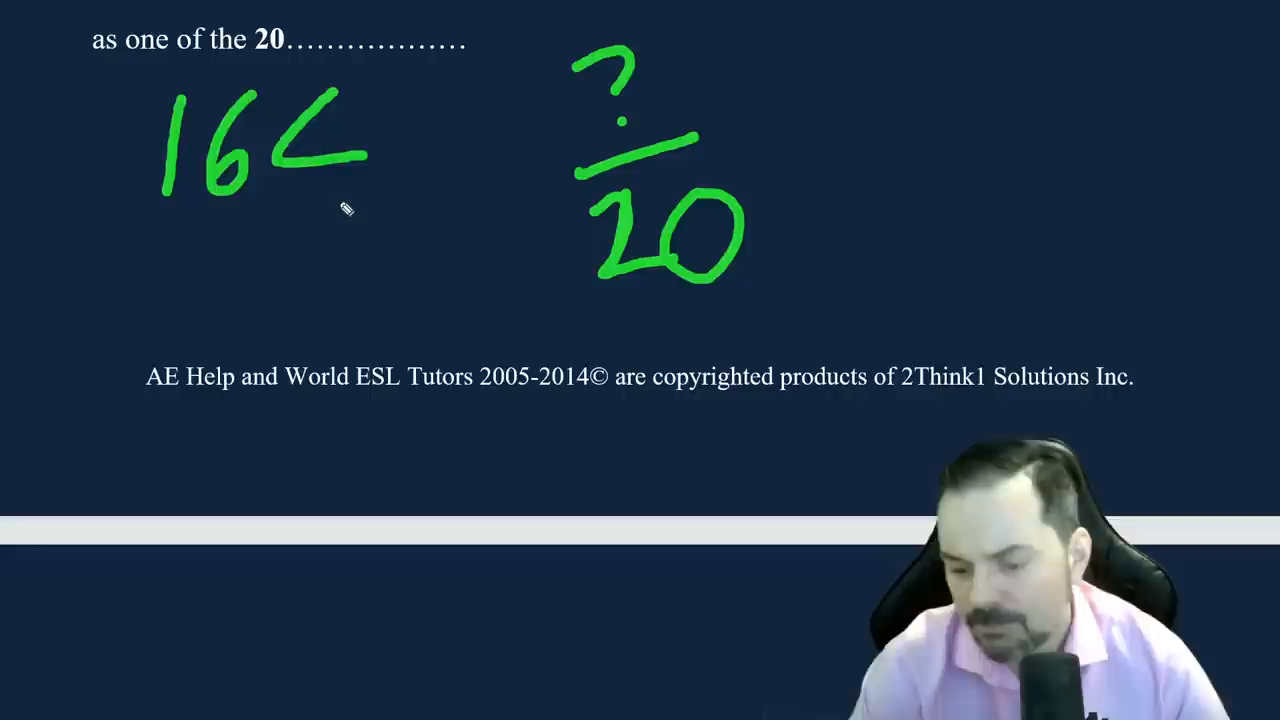 as one of the 20..................
16<
?
20
AE Help and World ESL Tutors 2005-2014© are copyrighted products of 2Think1 Solutions Inc.